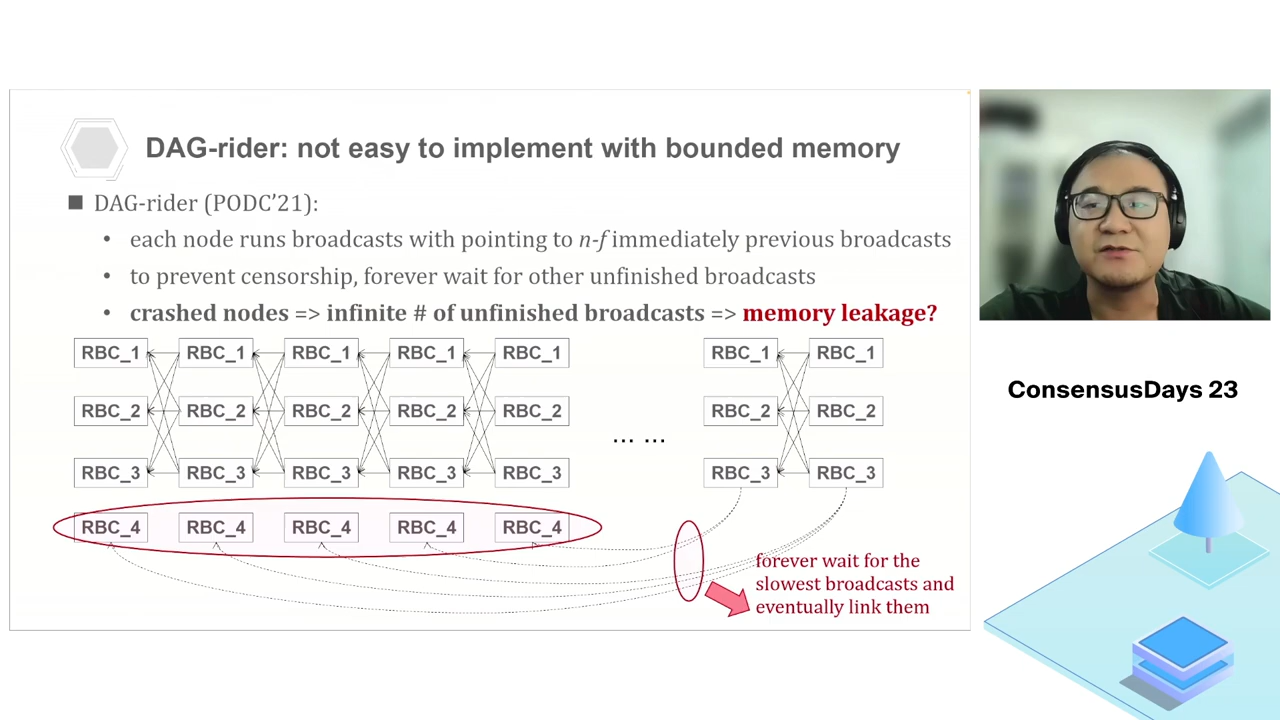 DAG-rider: not easy to implement with bounded memory
■ DAG-rider (PODC’21):
• each node runs broadcasts with pointing to n-f immediately previous broadcasts
• to prevent censorship, forever wait for other unfinished broadcasts
• crashed nodes => infinite # of unfinished broadcasts => memory leakage?
RBC_1 RBC_1 RBC_1 RBC_1 RBC_1 RBC_1 RBC_1
RBC_2 RBC_2 RBC_2 RBC_2 RBC_2 RBC_2 RBC_2
... ...
RBC_3 RBC_3 RBC_3 RBC_3 RBC_3 RBC_3 RBC_3
RBC_4 RBC_4 RBC_4 RBC_4 RBC_4
forever wait for the
slowest broadcasts and
eventually link them
ConsensusDays 23